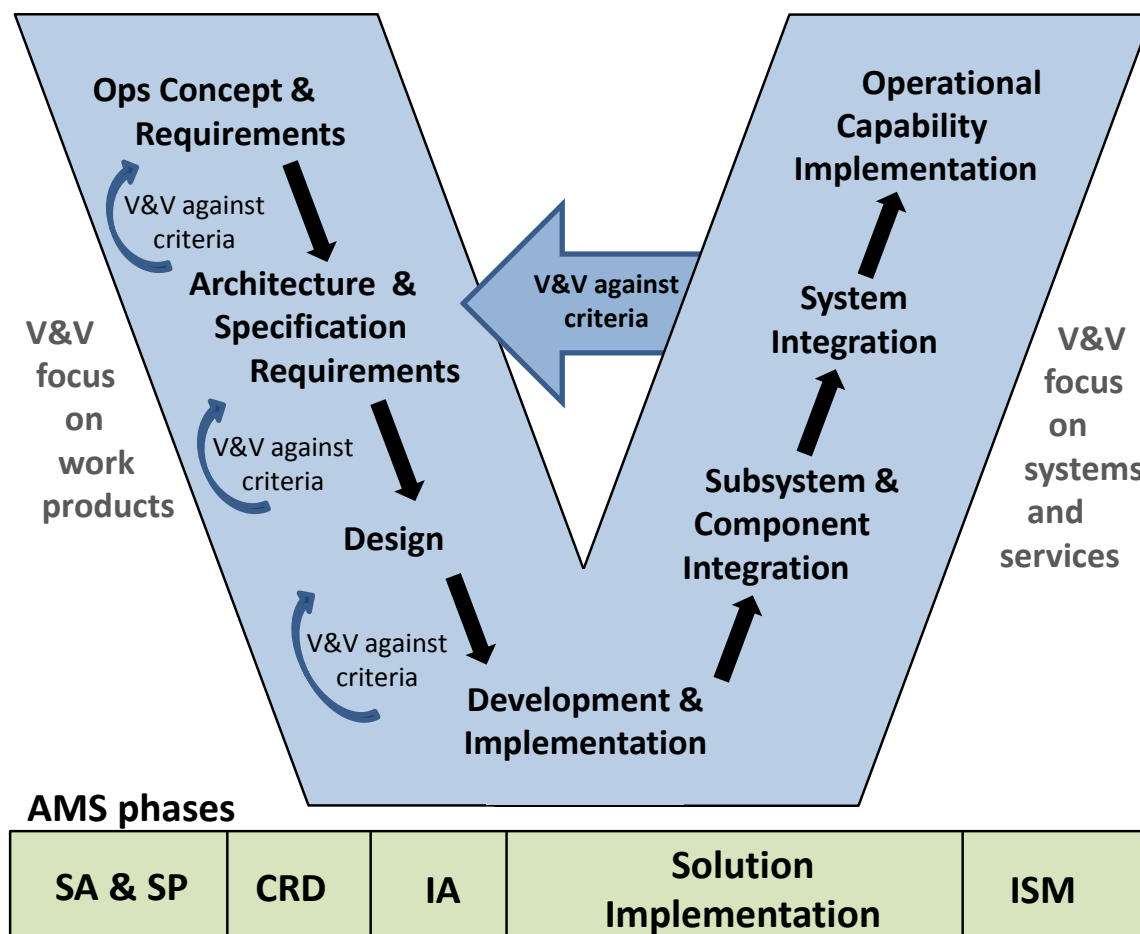 Ops Concept &
Requirements
V&V against
criteria
Architecture &
Specification
Requirements
V&V against
criteria
Design
V&V against
criteria
Development &
Implementation
V&V
focus
on
work
products
V&V against
criteria
Operational
Capability
Implementation
System
Integration
Subsystem &
Component
Integration
V&V
focus
on
systems
and
services
AMS phases
SA & SP
CRD
IA
Solution
Implementation
ISM